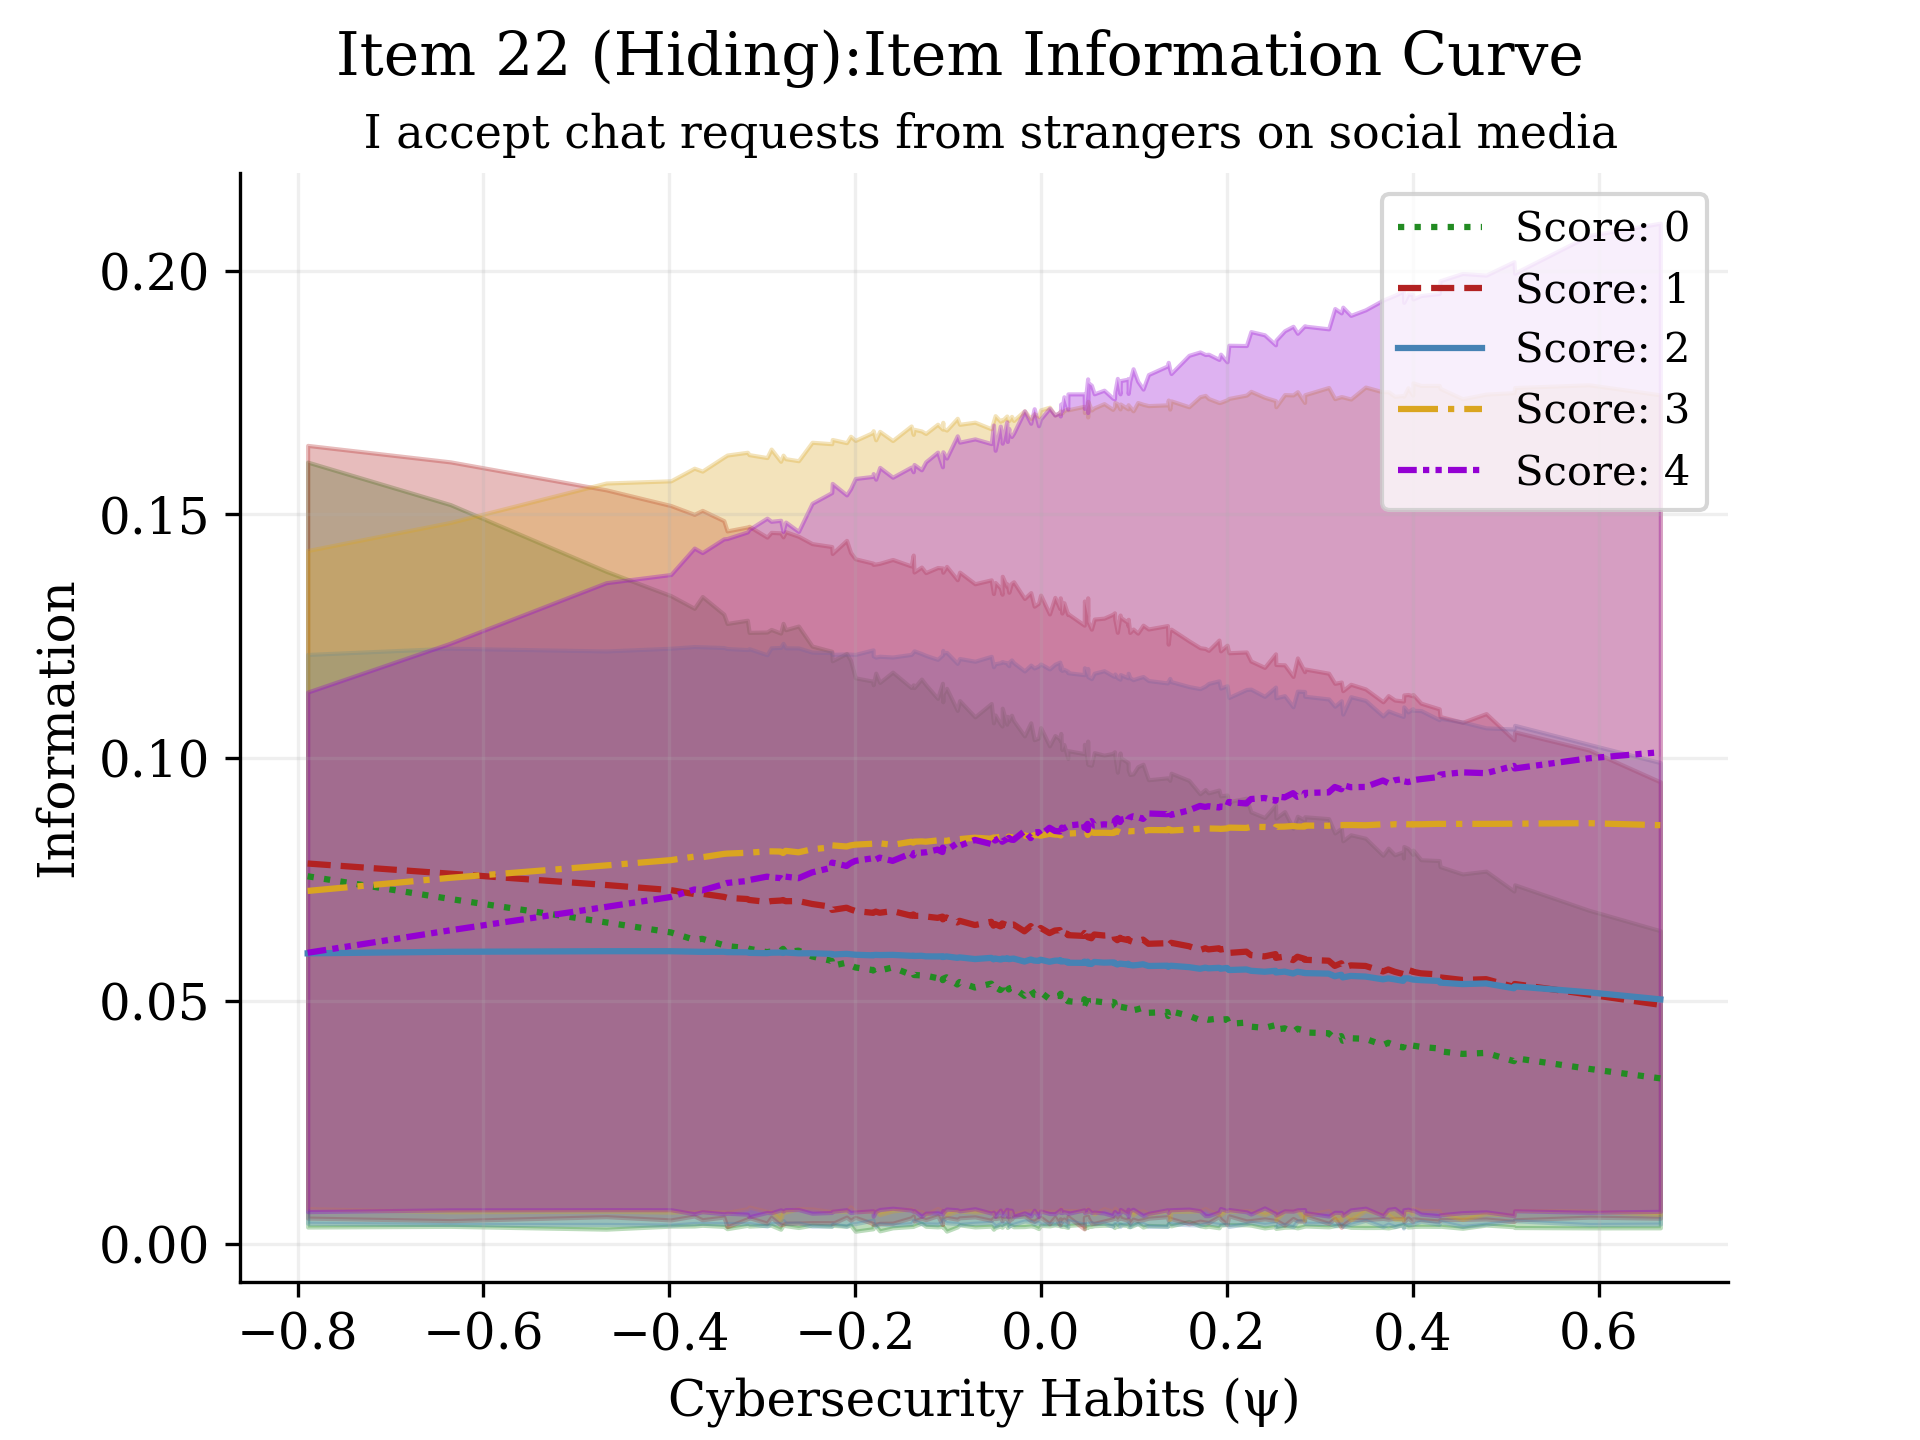 Item 22 (Hiding):Item Information Curve
I accept chat requests from strangers on social media
Score: 0
Score: 1
Score: 2
Score: 3
Score: 4
Information
0.20
0.15
0.10
0.05
0.00
−0.8 −0.6 −0.4 −0.2 0.0 0.2 0.4 0.6
Cybersecurity Habits (ψ)